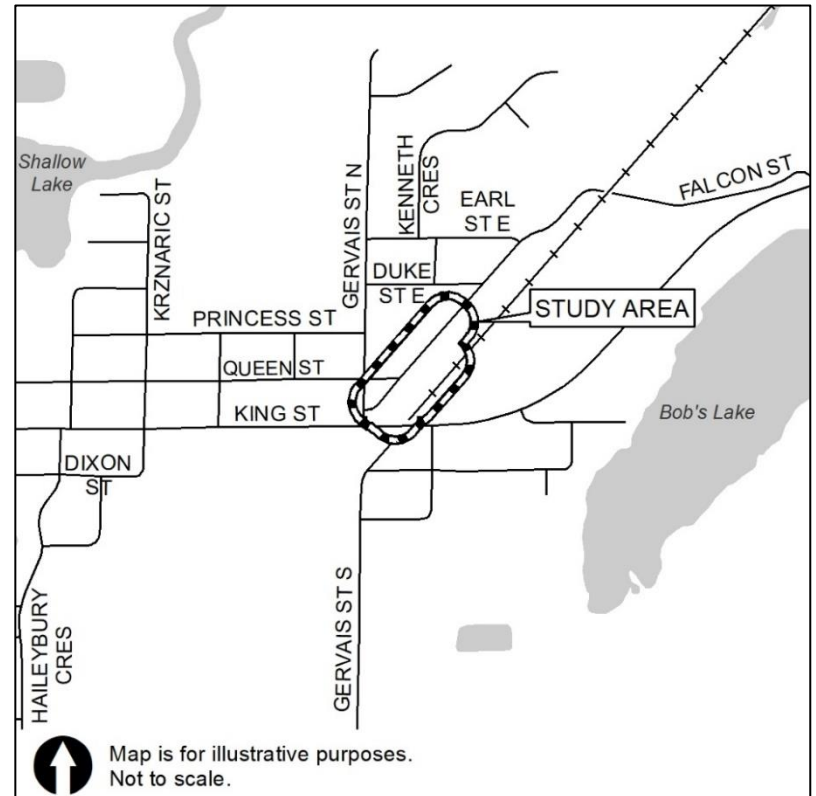 Shallow
Lake
KRZNARIC ST
GERVAIS ST N
KENNETH
CRES
EARL
ST E
FALCON ST
DUKE
ST E
STUDY AREA
PRINCESS ST
QUEEN ST
KING ST
Bob's Lake
DIXON
ST
HAILEYBURY
CRES
GERVAIS ST S
Map is for illustrative purposes.
Not to scale.